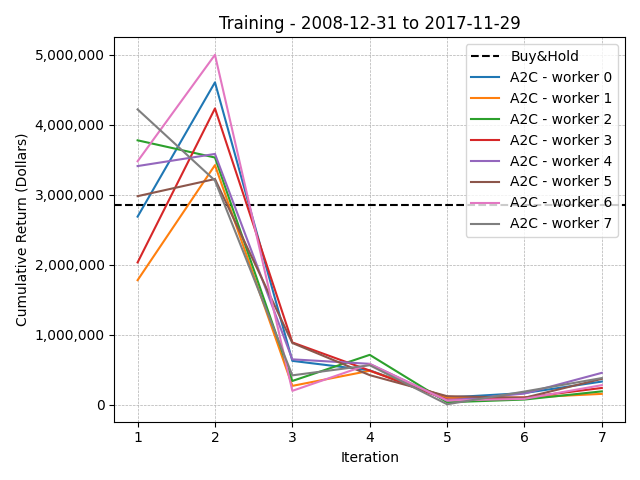 Training - 2008-12-31 to 2017-11-29
Cumulative Return (Dollars)
5,000,000
4,000,000
3,000,000
2,000,000
1,000,000
0
Buy&Hold
A2C - worker 0
A2C - worker 1
A2C - worker 2
A2C - worker 3
A2C - worker 4
A2C - worker 5
A2C - worker 6
A2C - worker 7
1 2 3 4 5 6 7
Iteration